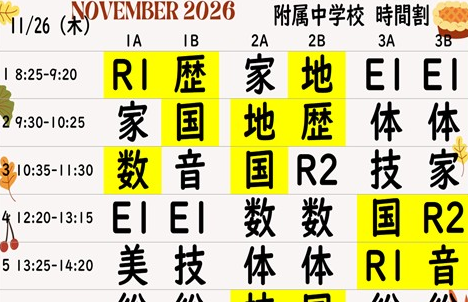 NOVEMBER 2026
11/26 (木) 附属中学校 時間割
1A 1B 2A 2B 3A 3B
1 8:25-9:20 R1 歴 家 地 E1 E1
2 9:30-10:25 家 国 地 歴 体 体
3 10:35-11:30 数 音 国 R2 技 家
4 12:20-13:15 E1 E1 数 数 国 R2
5 13:25-14:20 美 技 体 体 R1 音